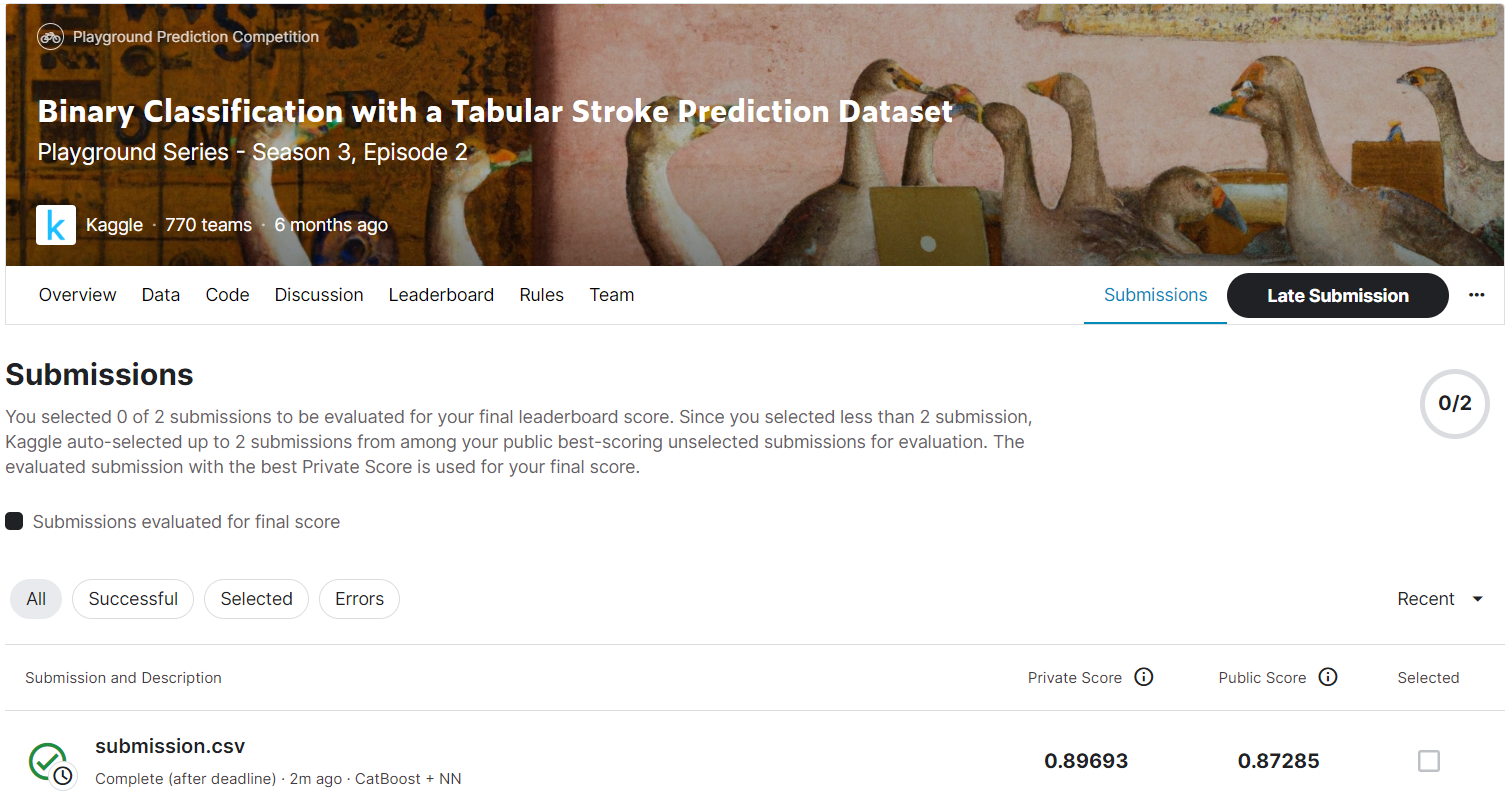 Playground Prediction Competition
Binary Classification with a Tabular Stroke Prediction Dataset
Playground Series - Season 3, Episode 2
k Kaggle · 770 teams · 6 months ago
Overview Data Code Discussion Leaderboard Rules Team Submissions Late Submission ...
Submissions
You selected 0 of 2 submissions to be evaluated for your final leaderboard score. Since you selected less than 2 submission,
0/2
Kaggle auto-selected up to 2 submissions from among your public best-scoring unselected submissions for evaluation. The
evaluated submission with the best Private Score is used for your final score.
Submissions evaluated for final score
All Successful Selected Errors Recent
Submission and Description Private Score Public Score Selected
submission.csv
0.89693 0.87285
Complete (after deadline) · 2m ago · CatBoost + NN